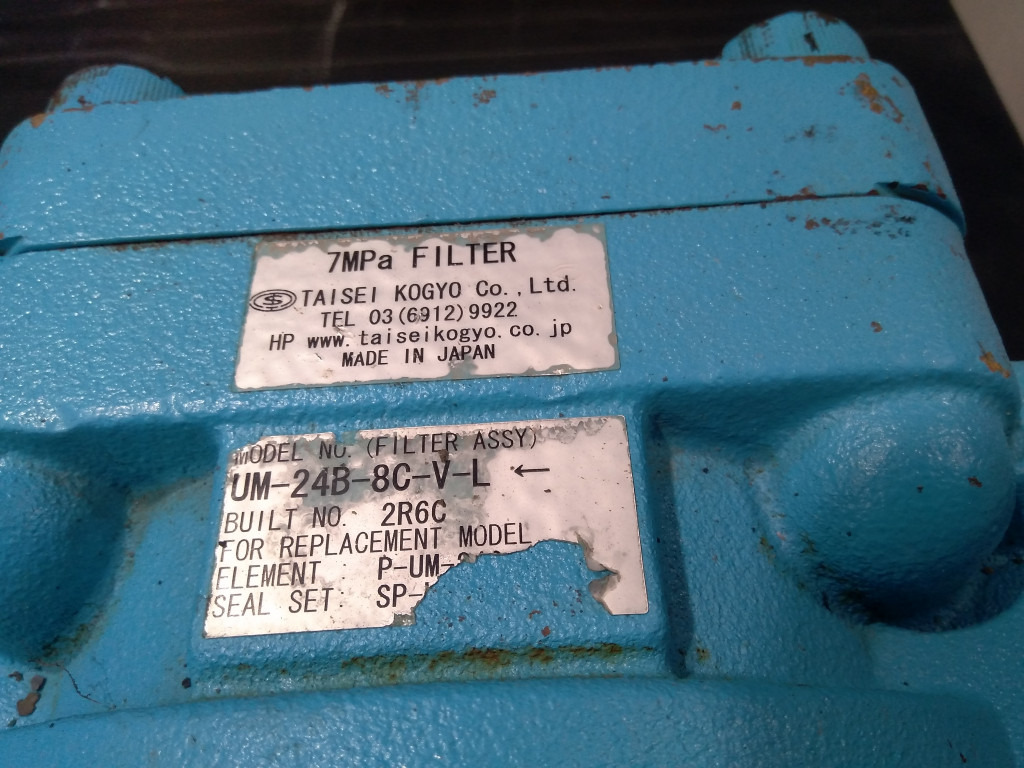 7MPa FILTER
TAISEI KOGYO Co.,Ltd.
TEL 03(6912)9922
HP www.taiseikogyo.co.jp
MADE IN JAPAN
MODEL NO. (FILTER ASSY)
UM-24B-8C-V-L ←
BUILT NO. 2R6C
FOR REPLACEMENT MODEL
ELEMENT : P-UM-
SEAL SET: SP-